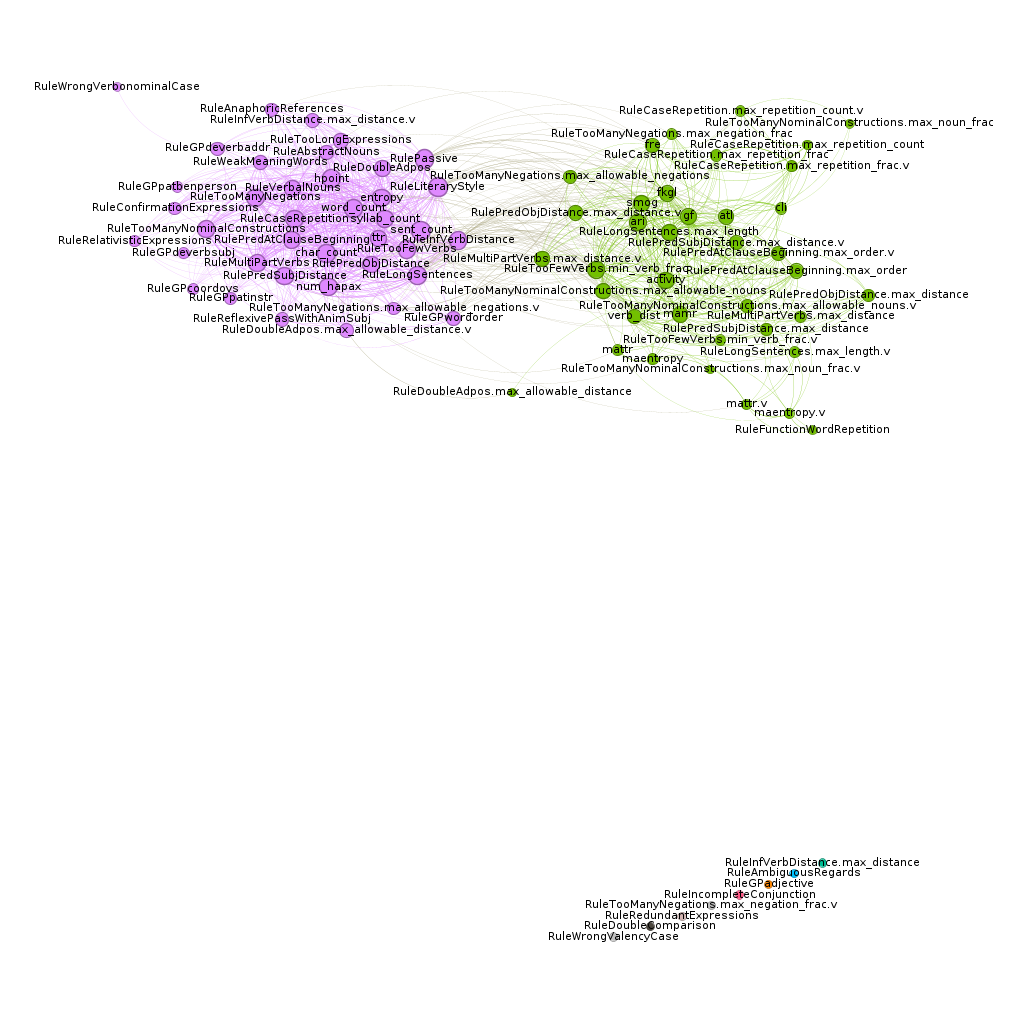 RuleWrongVerbonominalCase
RuleAnaphoricReferences
RuleInfVerbDistance.max_distance.v
RuleTooLongExpressions
RuleGPdeverbaddr
RuleAbstractNouns
RulePassive
RuleWeakMeaningWords
RuleDoubleAdpos
hpoint
RuleGPpatbenperson
RuleVerbalNouns
RuleLiteraryStyle
RuleTooManyNegations
entropy
RuleConfirmationExpressions
word_count
RuleCaseRepetition
syllab_count
RuleTooManyNominalConstructions
sent_count
RuleRelativisticExpressions
RulePredAtClauseBeginning
ttr
RuleInfVerbDistance
RuleTooFewVerbs
RuleGPdeverbsubj
char_count
RuleMultiPartVerbs
RulePredObjDistance
RulePredSubjDistance
RuleLongSentences
RuleGPcoordovs
num_hapax
RuleGPpatinstr
RuleTooManyNegations.max_allowable_negations.v
RuleReflexivePassWithAnimSubj
RuleGPwordorder
RuleDoubleAdpos.max_allowable_distance.v
RuleCaseRepetition.max_repetition_count.v
RuleTooManyNominalConstructions.max_noun_frac
RuleTooManyNegations.max_negation_frac
fre
RuleCaseRepetition.max_repetition_count
RuleCaseRepetition.max_repetition_frac
RuleCaseRepetition.max_repetition_frac.v
RuleTooManyNegations.max_allowable_negations
fkgl
smog
cli
RulePredObjDistance.max_distance.v
gf
atl
ari
RuleLongSentences.max_length
RulePredSubjDistance.max_distance.v
RulePredAtClauseBeginning.max_order.v
RuleMultiPartVerbs.max_distance.v
RuleTooFewVerbs.min_verb_frac
RulePredAtClauseBeginning.max_order
activity
RuleTooManyNominalConstructions.max_allowable_nouns
RulePredObjDistance.max_distance
RuleTooManyNominalConstructions.max_allowable_nouns.v
verb_dist
mamr
RuleMultiPartVerbs.max_distance
RulePredSubjDistance.max_distance
RuleTooFewVerbs.min_verb_frac.v
mattr
RuleLongSentences.max_length.v
maentropy
RuleTooManyNominalConstructions.max_noun_frac.v
RuleDoubleAdpos.max_allowable_distance
mattr.v
maentropy.v
RuleFunctionWordRepetition
RuleInfVerbDistance.max_distance
RuleAmbiguousRegards
RuleGPadjective
RuleIncompleteConjunction
RuleTooManyNegations.max_negation_frac.v
RuleRedundantExpressions
RuleDoubleComparison
RuleWrongValencyCase